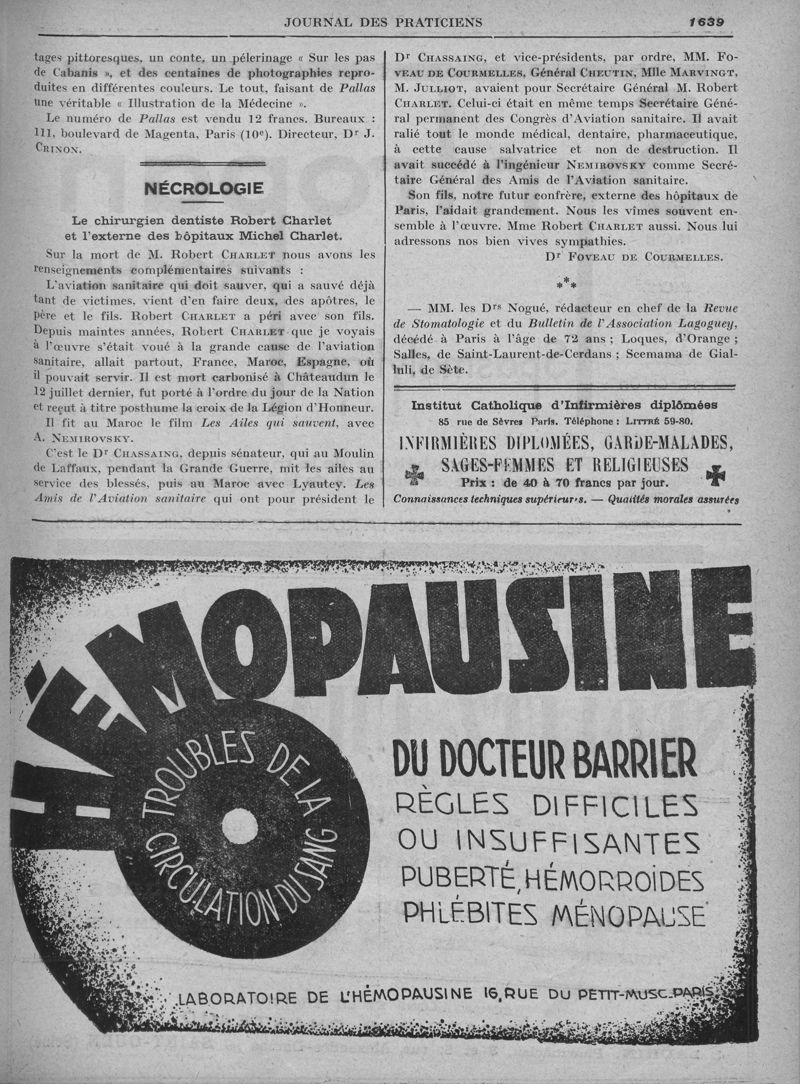 JOURNAL DES PRATICIENS
1639
tages pittoresques, un conte, un pélerinage « Sur les pas
de Cabanis », et des centaines de photographies repro-
duites en différentes couleurs. Le tout, faisant de Pallas
une véritable « Illustration de la Médecine ».
Le numéro de Pallas est vendu 12 francs. Bureaux :
111, boulevard de Magenta, Paris (10e). Directeur, Dr J.
CRINON.
NÉCROLOGIE
Le chirurgien dentiste Robert Charlet
et l'externe des hôpitaux Michel Charlet.
Sur la mort de M. Robert CHARLET nous avons les
renseignements complémentaires suivants :
L'aviation sanitaire qui doit sauver, qui a sauvé déjà
tant de victimes, vient d'en faire deux, des apôtres, le
père et le fils. Robert CHARLET a péri avec son fils.
Depuis maintes années, Robert CHARLET que je voyais
à l'œuvre s'était voué à la grande cause de l'aviation
sanitaire, allait partout, France, Maroc, Espagne, où
il pouvait servir. Il est mort carbonisé à Châteaudun le
12 juillet dernier, fut porté à l'ordre du jour de la Nation
et reçut à titre posthume la croix de la Légion d'Honneur.
Il fit au Maroc le film Les Ailes qui sauvent, avec
A. NEMIROVSKY.
C'est le Dr CHASSAING, depuis sénateur, qui au Moulin
de Laffaux, pendant la Grande Guerre, mit les ailes au
service des blessés, puis au Maroc avec Lyautey. Les
Amis de l'Aviation sanitaire qui ont pour président le
Dr CHASSAING, et vice-présidents, par ordre, MM. FO-
VEAU DE COURMELLES, Général CHEUTIN, Mlle MARVINGT,
M. JULLIOT, avaient pour Secrétaire Général M. Robert
CHARLET. Celui-ci était en même temps Secrétaire Géné-
ral permanent des Congrès d'Aviation sanitaire. Il avait
ralié tout le monde médical, dentaire, pharmaceutique,
à cette cause salvatrice et non de destruction. Il
avait succédé à l'ingénieur NEMIROVSKY comme Secré-
taire Général des Amis de l'Aviation sanitaire.
Son fils, notre futur confrère, externe des hôpitaux de
Paris, l'aidait grandement. Nous les vîmes souvent en-
semble à l'œuvre. Mme Robert CHARLET aussi. Nous lui
adressons nos bien vives sympathies.
Dr FOVEAU DE COURMELLES.
***
— MM. les Drs Nogué, rédacteur en chef de la Revue
de Stomatologie et du Bulletin de l'Association Lagoguey,
décédé à Paris à l'âge de 72 ans ; Loques, d'Orange ;
Salles, de Saint-Laurent-de-Cerdans ; Scemama de Gial-
luli, de Sète.
Institut Catholique d'Infirmières diplômées
85 rue de Sèvres Paris. Téléphone : LITTRÉ 59-80.
INFIRMIÈRES DIPLOMÉES, GARDE-MALADES,
SAGES-FEMMES ET RELIGIEUSES
Prix : de 40 à 70 francs par jour.
Connaissances techniques supérieures. — Qualités morales assurées
HÉMOPAUSINE
TROUBLES DE LA
CIRCULATION DU SANG
DU DOCTEUR BARRIER
RÈGLES DIFFICILES
OU INSUFFISANTES
PUBERTÉ, HÉMORROÏDES
PHLÉBITES MÉNOPAUSE
LABORATOIRE DE L'HÉMOPAUSINE 16, RUE DU PETIT-MUSC-PARIS